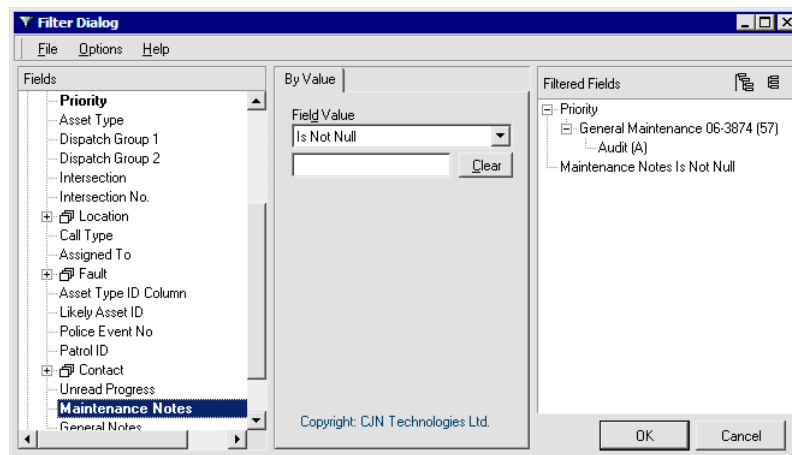 Filter Dialog
File Options Help
Fields
Priority
Asset Type
Dispatch Group 1
Dispatch Group 2
Intersection
Intersection No.
Location
Call Type
Assigned To
Fault
Asset Type ID Column
Likely Asset ID
Police Event No
Patrol ID
Contact
Unread Progress
Maintenance Notes
General Notes
By Value
Field Value
Is Not Null
Clear
Copyright: CJN Technologies Ltd.
Filtered Fields
Priority
General Maintenance 06-3874 (57)
Audit (A)
Maintenance Notes Is Not Null
OK Cancel